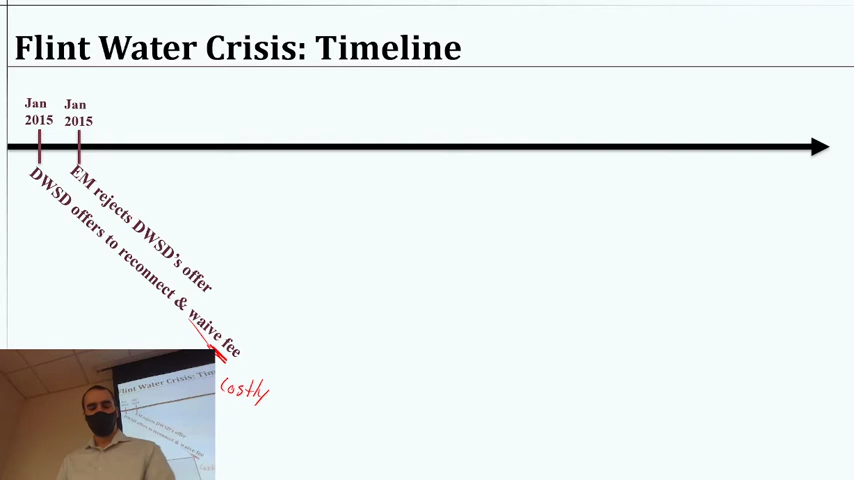 Flint Water Crisis: Timeline
Jan
2015
Jan
2015
EM rejects DWSD's offer
DWSD offers to reconnect & waive fee
costly
Flint Water Crisis: Time